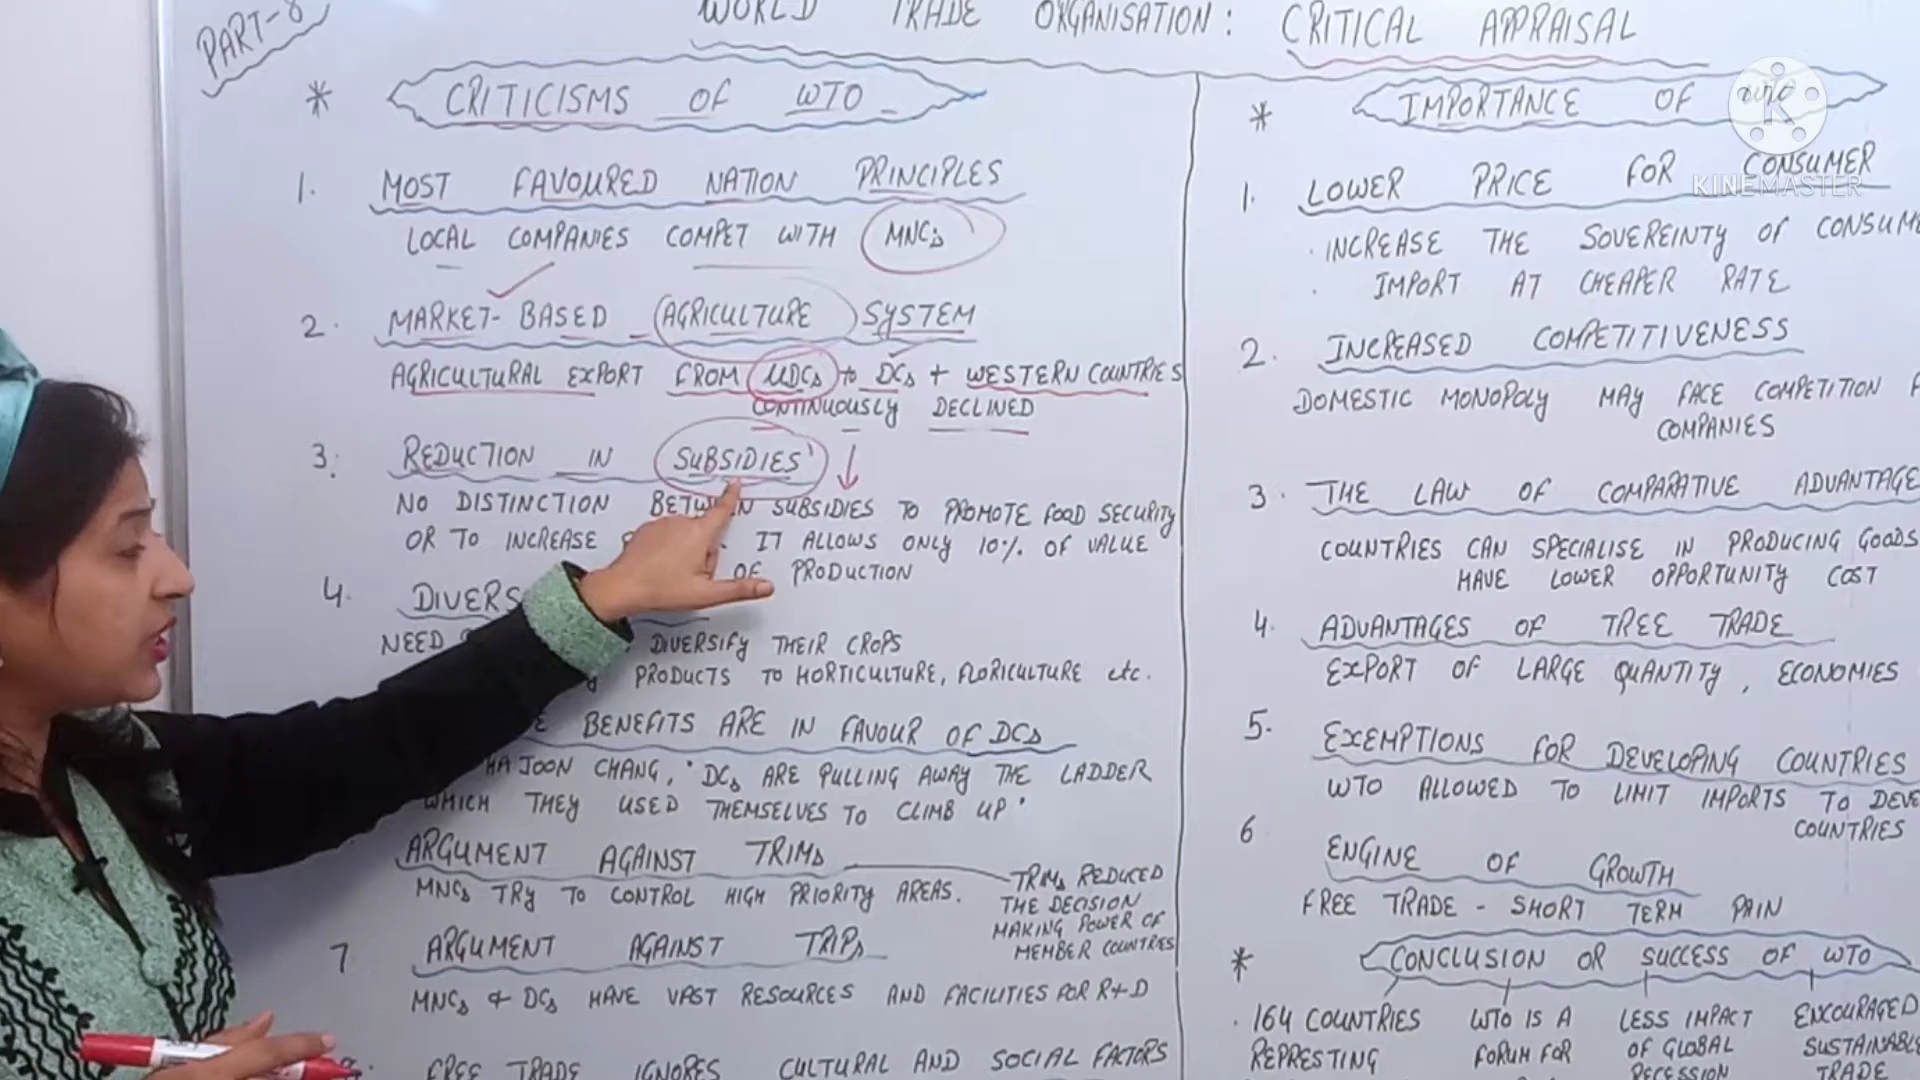 PART-8
WORLD TRADE ORGANISATION: CRITICAL APPRAISAL
* CRITICISMS OF WTO
1. MOST FAVOURED NATION PRINCIPLES
LOCAL COMPANIES COMPET WITH MNCs
2. MARKET-BASED AGRICULTURE SYSTEM
AGRICULTURAL EXPORT FROM UDCs to DCs + WESTERN COUNTRIES
CONTINUOUSLY DECLINED
3. REDUCTION IN SUBSIDIES
NO DISTINCTION BETWEEN SUBSIDIES TO PROMOTE FOOD SECURITY
OR TO INCREASE IT ALLOWS ONLY 10% OF VALUE
OF PRODUCTION
4. DIVERS
NEED DIVERSIFY THEIR CROPS
PRODUCTS TO HORTICULTURE, FLORICULTURE etc.
BENEFITS ARE IN FAVOUR OF DCs
HA JOON CHANG, "DCs ARE PULLING AWAY THE LADDER
WHICH THEY USED THEMSELVES TO CLIMB UP"
ARGUMENT AGAINST TRIMs
MNCs TRY TO CONTROL HIGH PRIORITY AREAS.
TRIMs REDUCED
THE DECISION
MAKING POWER OF
MEMBER COUNTRIES
7 ARGUMENT AGAINST TRIPs
MNCs & DCs HAVE VAST RESOURCES AND FACILITIES FOR R+D
FREE TRADE IGNORES CULTURAL AND SOCIAL FACTORS
* IMPORTANCE OF WTO
1. LOWER PRICE FOR CONSUMER
· INCREASE THE SOVEREINTY OF CONSUME
· IMPORT AT CHEAPER RATE
2. INCREASED COMPETITIVENESS
DOMESTIC MONOPOLY MAY FACE COMPETITION F
COMPANIES
3. THE LAW OF COMPARATIVE ADVANTAGE
COUNTRIES CAN SPECIALISE IN PRODUCING GOODS
HAVE LOWER OPPORTUNITY COST
4. ADVANTAGES OF TREE TRADE
EXPORT OF LARGE QUANTITY, ECONOMIES
5. EXEMPTIONS FOR DEVELOPING COUNTRIES
WTO ALLOWED TO LIMIT IMPORTS TO DEVE
COUNTRIES
6 ENGINE OF GROWTH
FREE TRADE - SHORT TERM PAIN
* CONCLUSION OR SUCCESS OF WTO
· 164 COUNTRIES
REPRESTING
WTO IS A
FORUM FOR
LESS IMPACT
OF GLOBAL
RECESSION
ENCOURAGED
SUSTAINABLE
TRADE
K
KINEMASTER